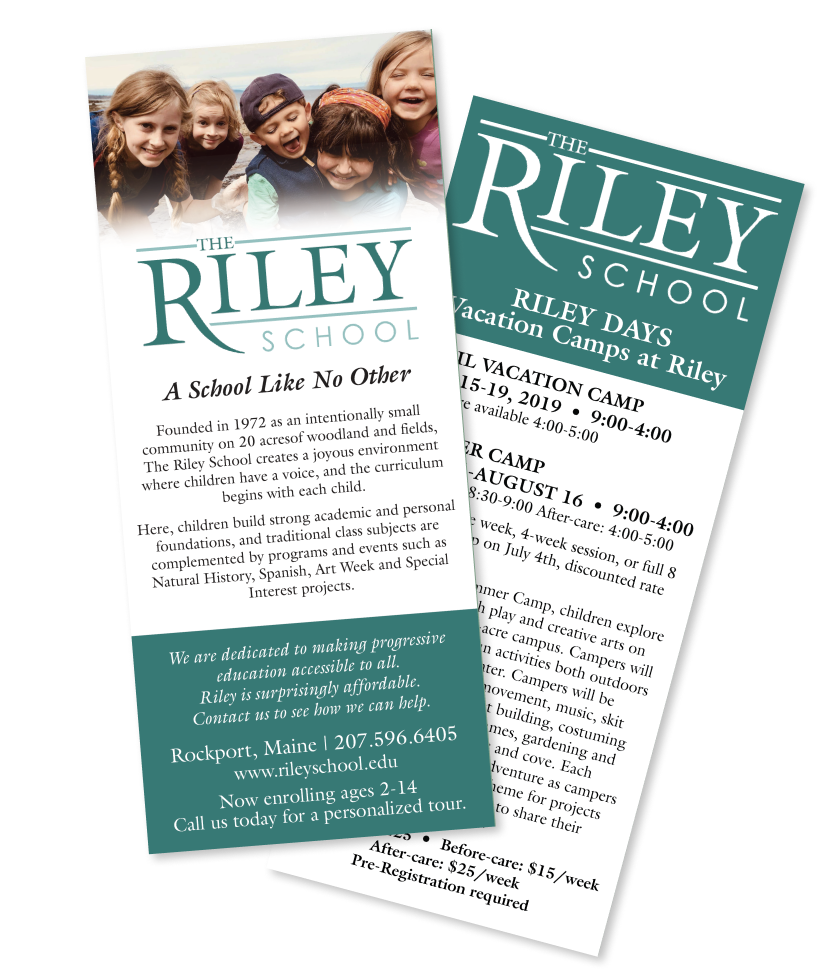 THE
RILEY
SCHOOL
A School Like No Other
Founded in 1972 as an intentionally small
community on 20 acresof woodland and fields,
The Riley School creates a joyous environment
where children have a voice, and the curriculum
begins with each child.
Here, children build strong academic and personal
foundations, and traditional class subjects are
complemented by programs and events such as
Natural History, Spanish, Art Week and Special
Interest projects.
We are dedicated to making progressive
education accessible to all.
Riley is surprisingly affordable.
Contact us to see how we can help.
Rockport, Maine | 207.596.6405
www.rileyschool.edu
Now enrolling ages 2-14
Call us today for a personalized tour.
THE
RILEY
SCHOOL
RILEY DAYS
Vacation Camps at Riley
VACATION CAMP
15-19, 2019 • 9:00-4:00
available 4:00-5:00
CAMP
-AUGUST 16 • 9:00-4:00
8:30-9:00 After-care: 4:00-5:00
week, 4-week session, or full 8
on July 4th, discounted rate
Camp, children explore
play and creative arts on
acre campus. Campers will
activities both outdoors
Campers will be
movement, music, skit
building, costuming
gardening and
and cove. Each
as campers
for projects
to share their
• Before-care: $15/week
After-care: $25/week
Pre-Registration required